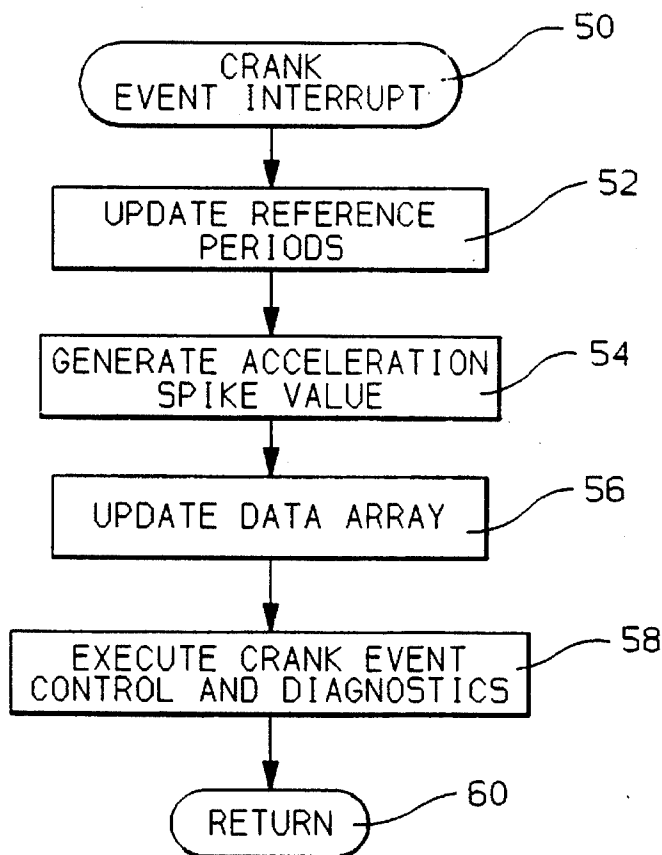 50
CRANK
EVENT INTERRUPT
52
UPDATE REFERENCE
PERIODS
54
GENERATE ACCELERATION
SPIKE VALUE
56
UPDATE DATA ARRAY
58
EXECUTE CRANK EVENT
CONTROL AND DIAGNOSTICS
60
RETURN